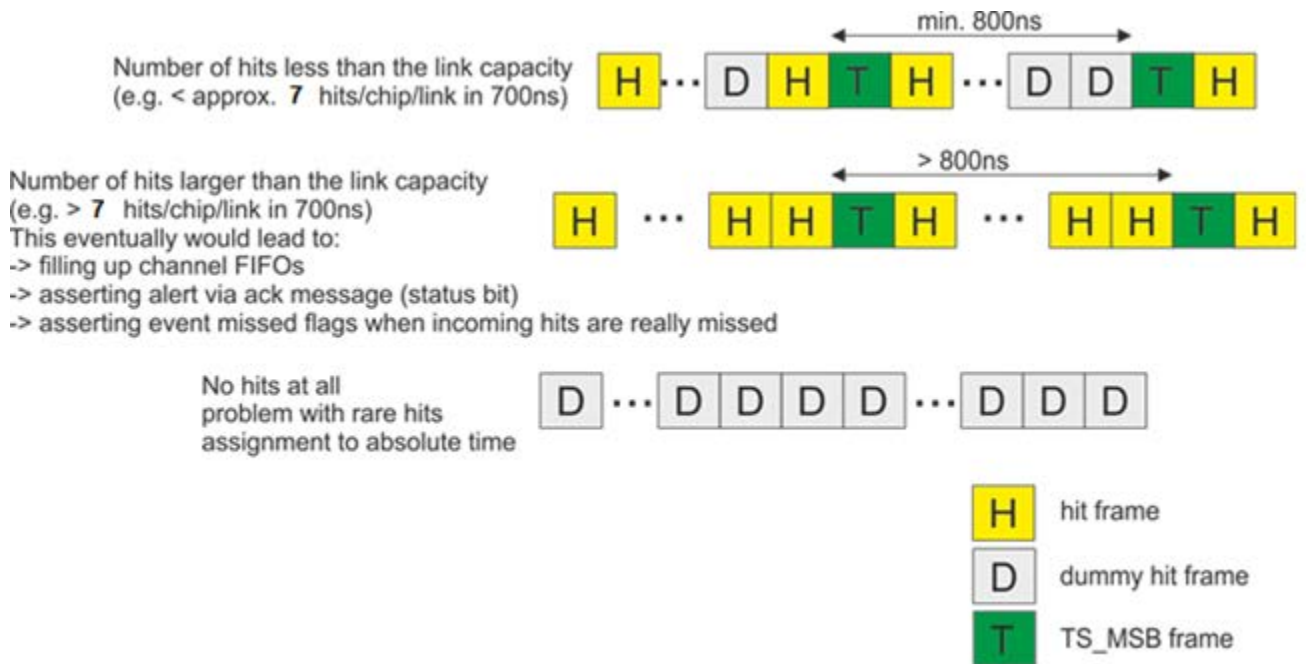 min. 800ns
Number of hits less than the link capacity
(e.g. < approx. 7 hits/chip/link in 700ns)
H ... D H T H ... D D T H
> 800ns
Number of hits larger than the link capacity
(e.g. > 7 hits/chip/link in 700ns)
H ... H H T H ... H H T H
This eventually would lead to:
-> filling up channel FIFOs
-> asserting alert via ack message (status bit)
-> asserting event missed flags when incoming hits are really missed
No hits at all
problem with rare hits
assignment to absolute time
D ... D D D D ... D D D
H hit frame
D dummy hit frame
T TS_MSB frame